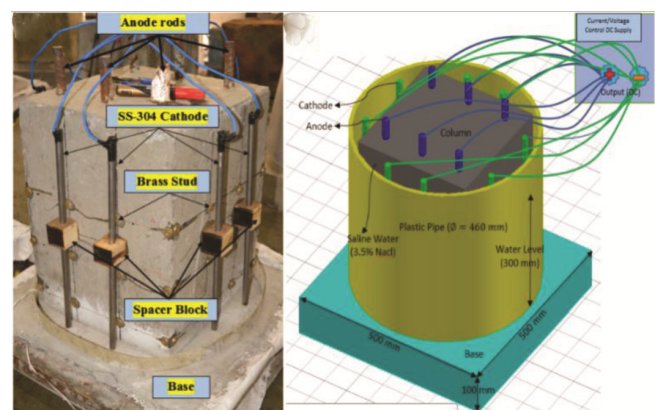 Anode rods
SS-304 Cathode
Brass Stud
Spacer Block
Base
Current/Voltage
Control DC Supply
Output (DC)
Cathode
Anode
Column
Plastic Pipe (Ø = 460 mm)
Saline Water
(3.5% Nacl)
Water Level
(300 mm)
500 mm
500 mm
Base
100 mm